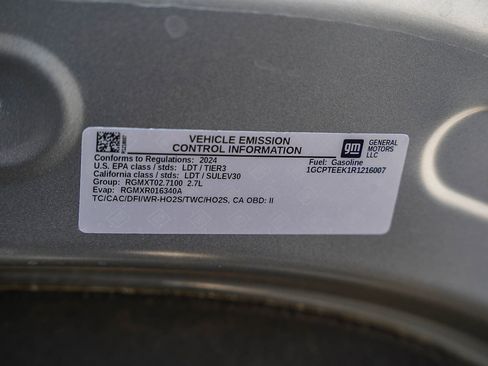 VEHICLE EMISSION
CONTROL INFORMATION
gm
GENERAL
MOTORS
LLC
Conforms to Regulations: 2024
Fuel: Gasoline
U.S. EPA class / stds: LDT / TIER3
1GCPTEEK1R1216007
California class / stds: LDT / SULEV30
Group: RGMXT02.7100 2.7L
Evap: RGMXR016340A
TC/CAC/DFI/WR-HO2S/TWC/HO2S, CA OBD: II